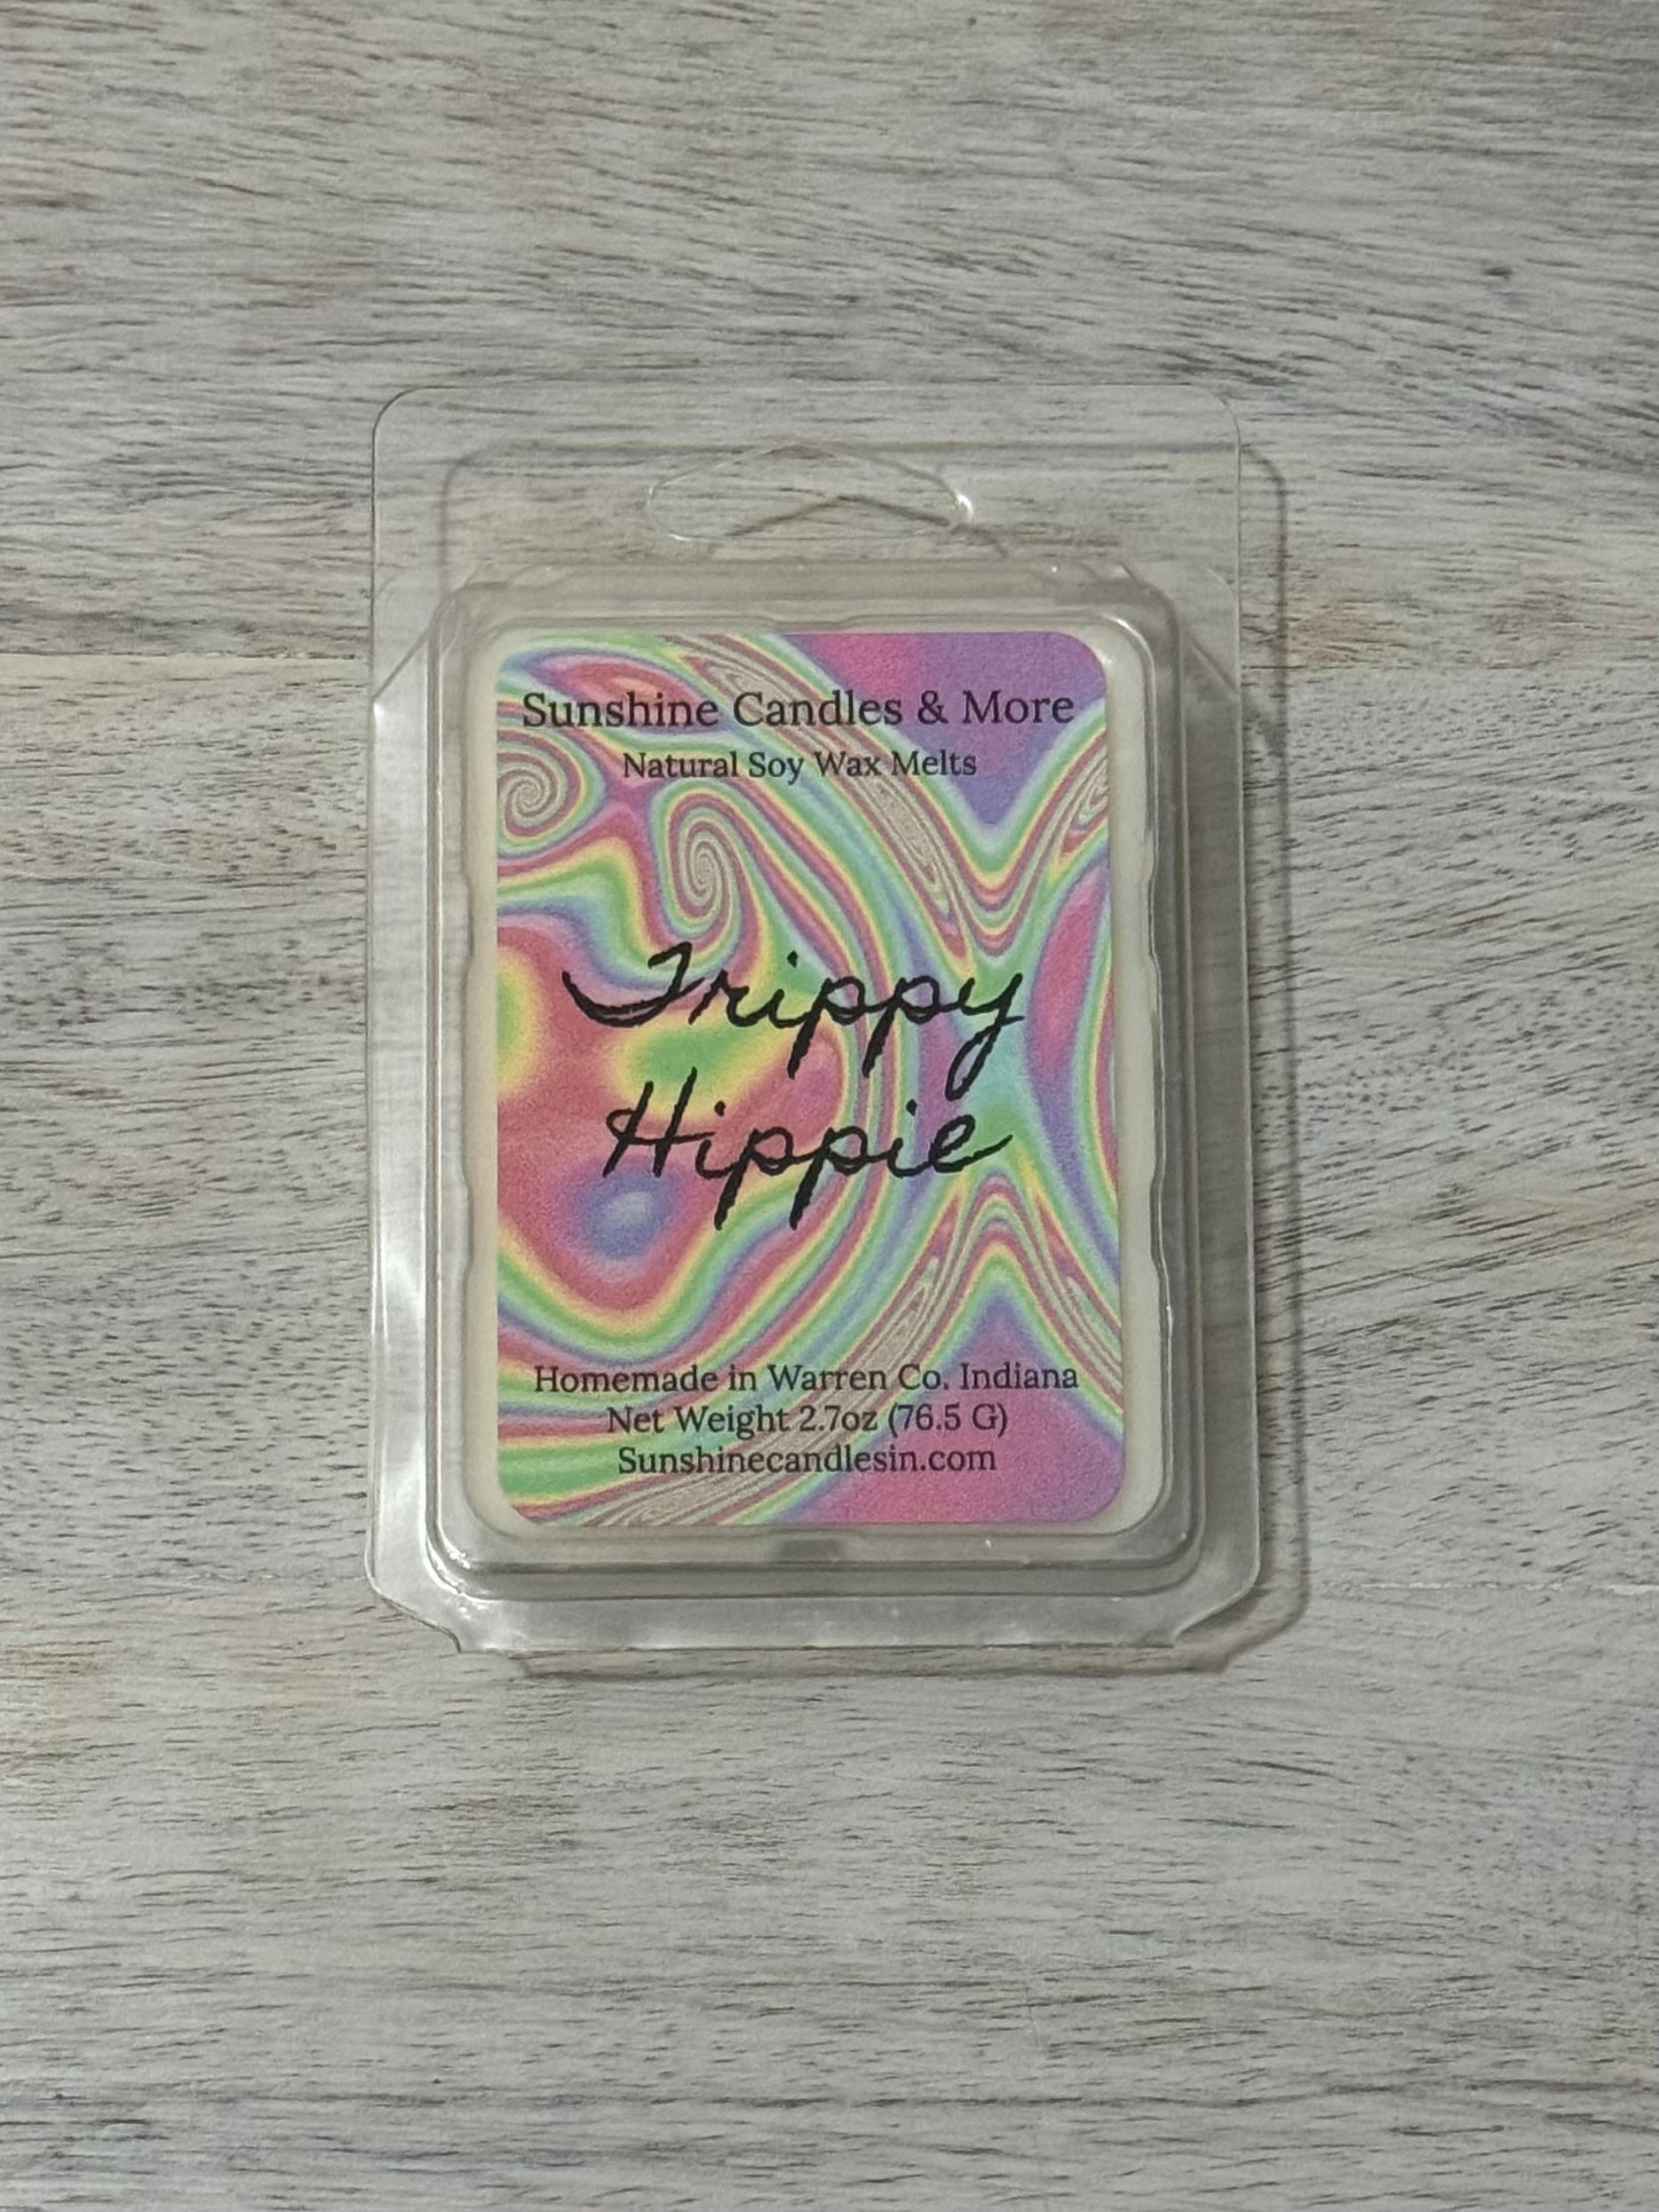 Sunshine Candles & More
Natural Soy Wax Melts
Trippy
Hippie
Homemade in Warren Co. Indiana
Net Weight 2.7oz (76.5 G)
Sunshinecandlesin.com